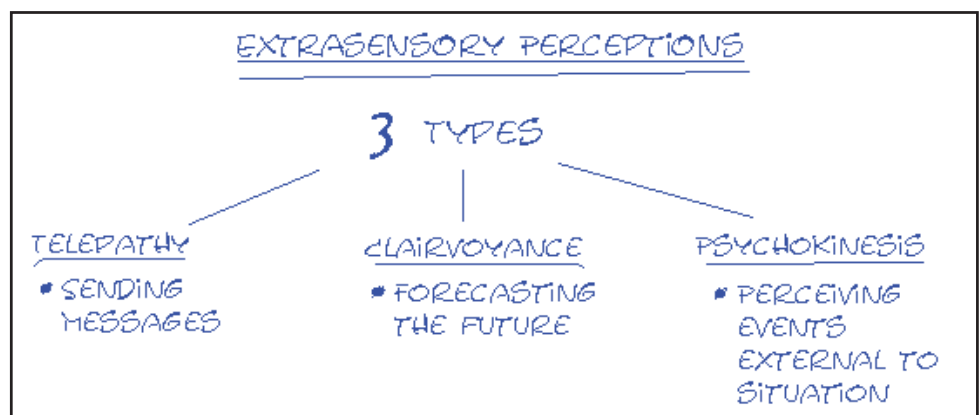 EXTRASENSORY PERCEPTIONS
3 TYPES
TELEPATHY
• SENDING
MESSAGES
CLAIRVOYANCE
• FORECASTING
THE FUTURE
PSYCHOKINESIS
• PERCEIVING
EVENTS
EXTERNAL TO
SITUATION